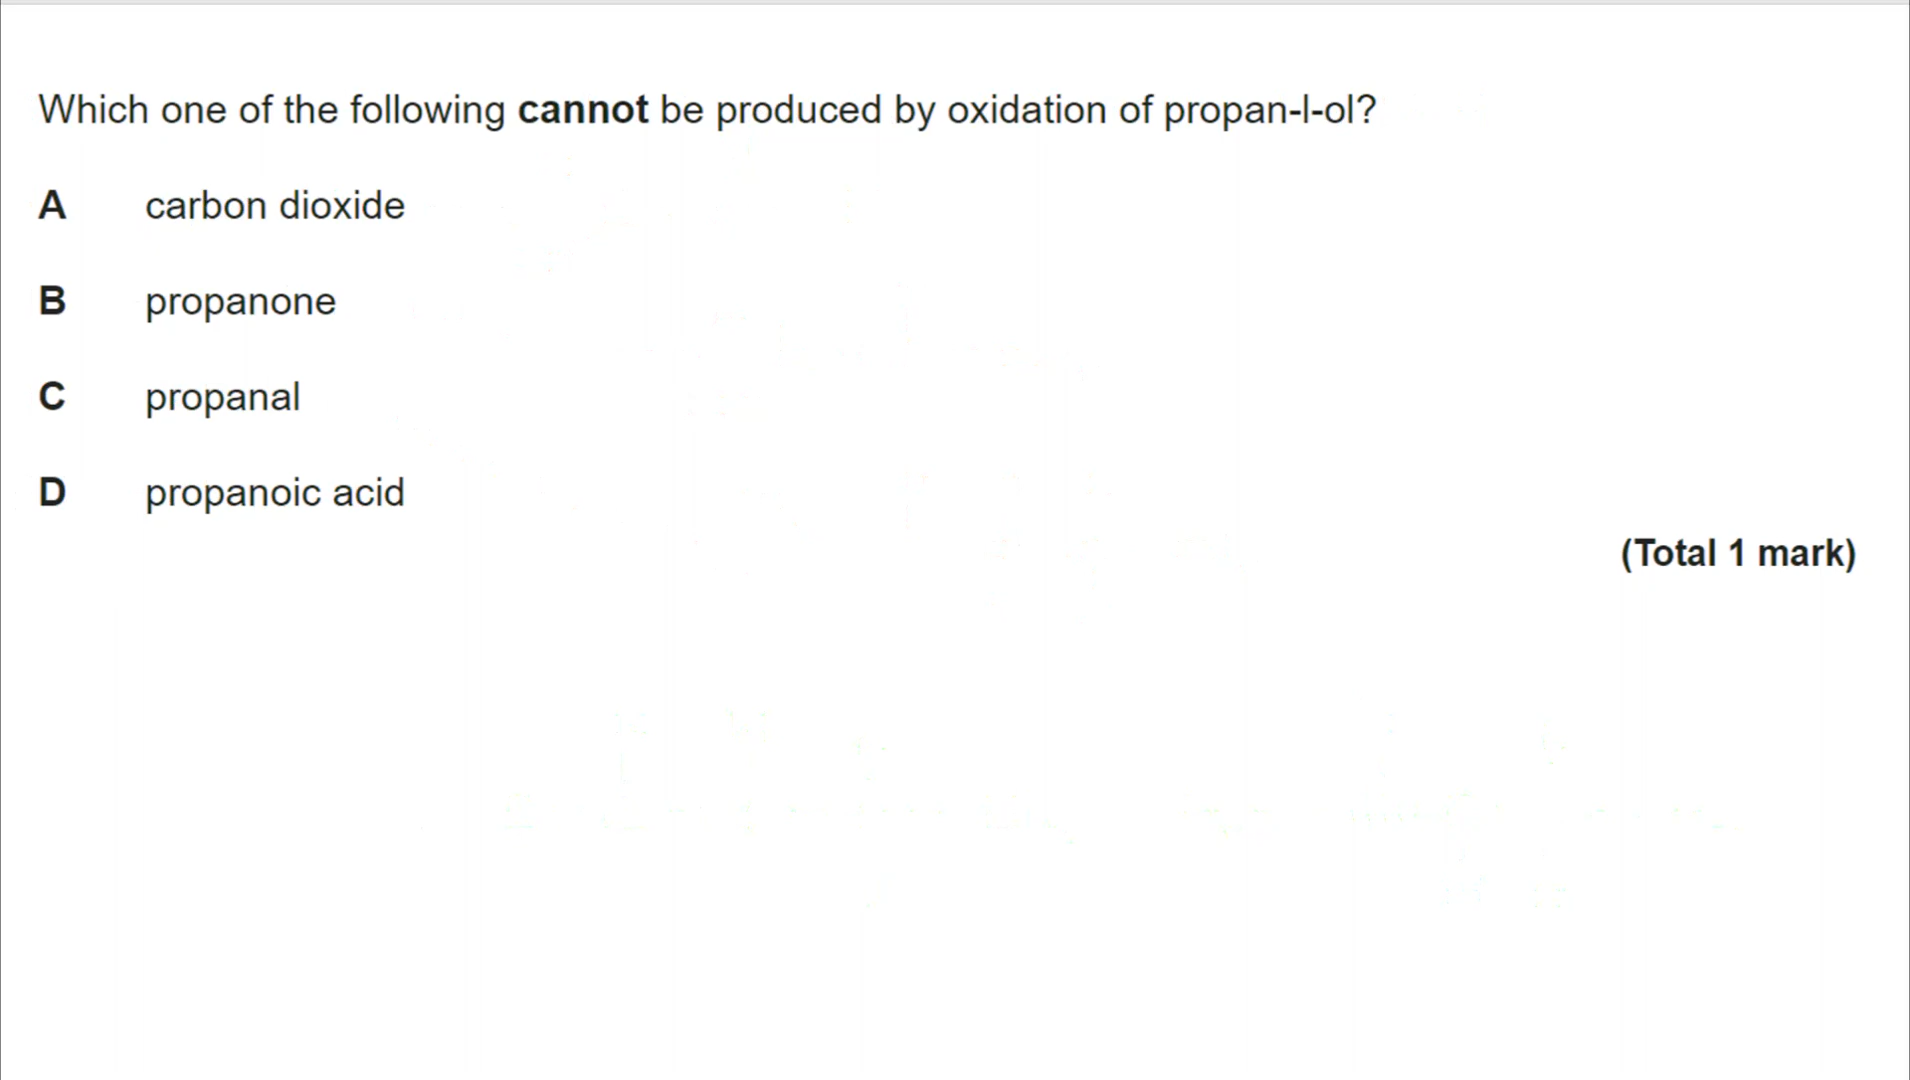 Which one of the following cannot be produced by oxidation of propan-l-ol?
A carbon dioxide
B propanone
C propanal
D propanoic acid
(Total 1 mark)